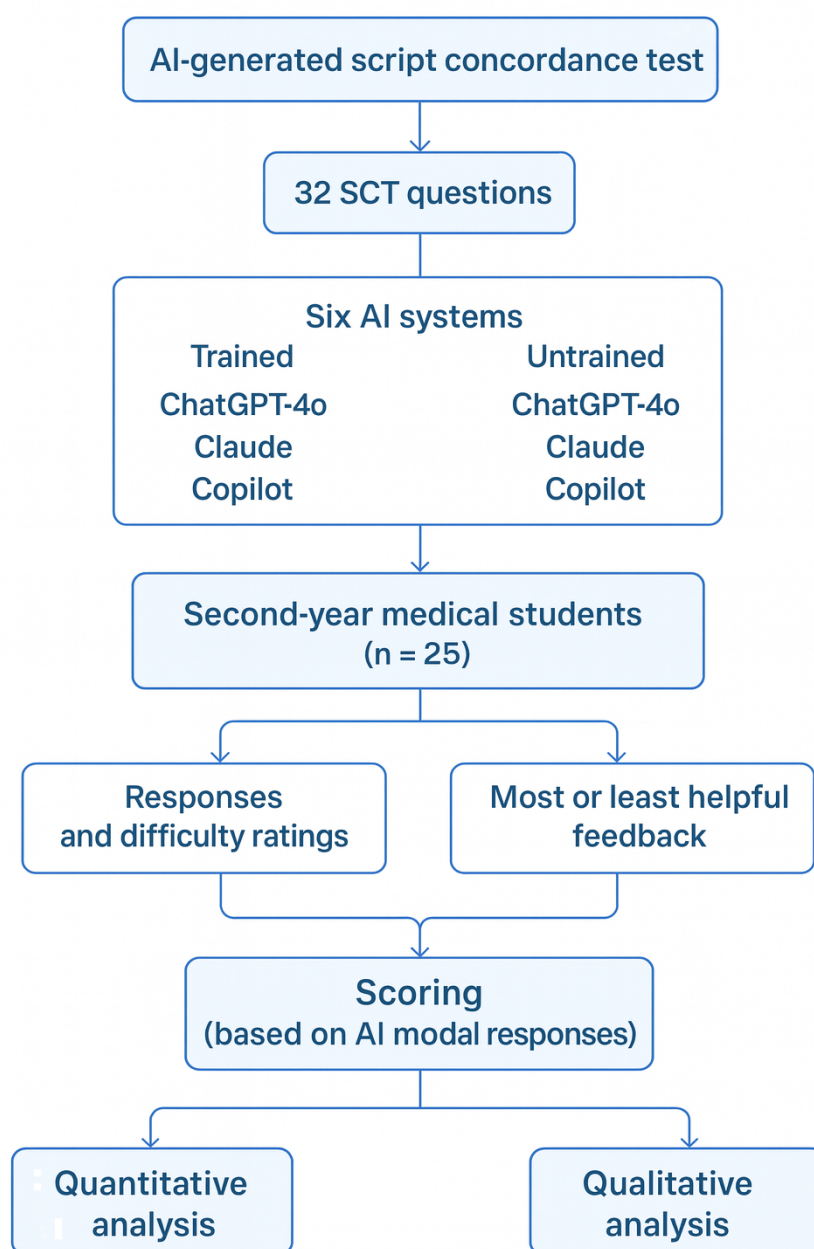 AI-generated script concordance test
32 SCT questions
Six AI systems
Trained
Untrained
ChatGPT-4o
ChatGPT-4o
Claude
Claude
Copilot
Copilot
Second-year medical students
(n = 25)
Responses
and difficulty ratings
Most or least helpful
feedback
Scoring
(based on AI modal responses)
Quantitative
analysis
Qualitative
analysis